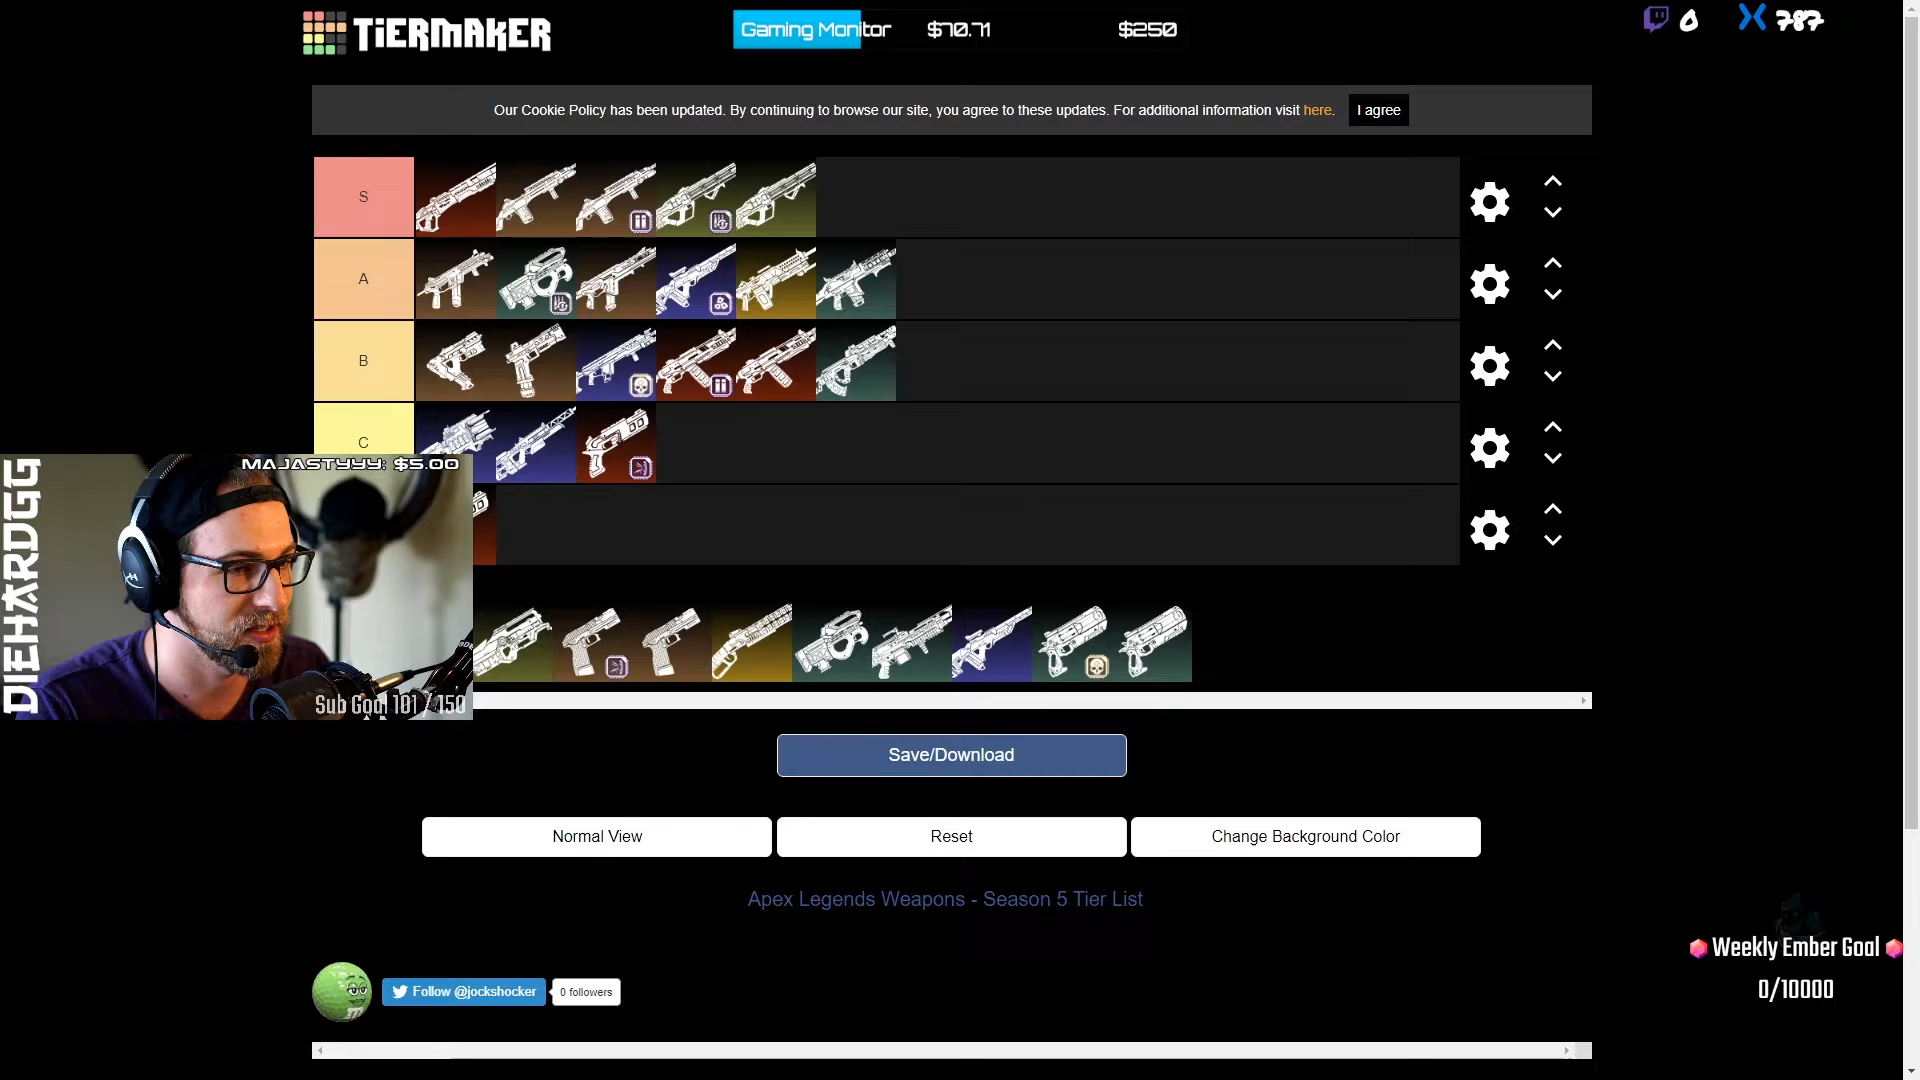 TiERMAKER
Gaming Monitor $70.71 $250
0 787
Our Cookie Policy has been updated. By continuing to browse our site, you agree to these updates. For additional information visit here. I agree
S
A
B
C
MAJASTYYY: $5.00
DIEHARDGG
Sub Goal 101 / 150
Save/Download
Normal View Reset Change Background Color
Apex Legends Weapons - Season 5 Tier List
Follow @jockshocker 0 followers
Weekly Ember Goal
0/10000